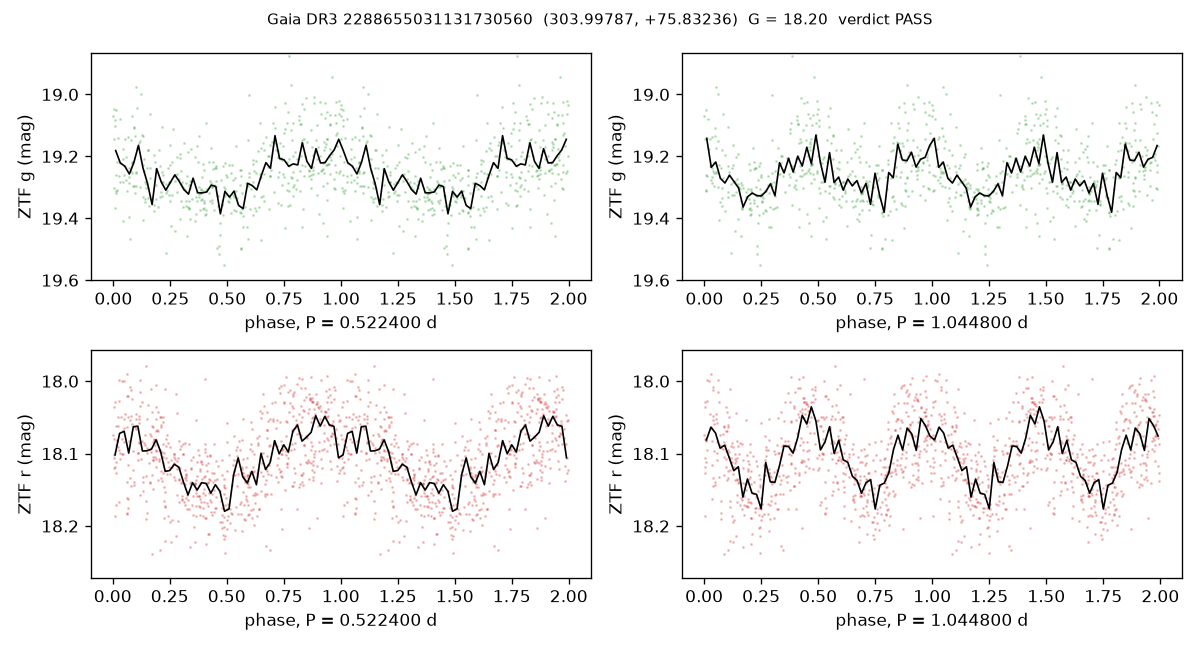 Gaia DR3 2288655031131730560 (303.99787, +75.83236) G = 18.20 verdict PASS
ZTF g (mag)
19.0
19.2
19.4
19.6
0.00 0.25 0.50 0.75 1.00 1.25 1.50 1.75 2.00
phase, P = 0.522400 d
ZTF g (mag)
19.0
19.2
19.4
19.6
0.00 0.25 0.50 0.75 1.00 1.25 1.50 1.75 2.00
phase, P = 1.044800 d
ZTF r (mag)
18.0
18.1
18.2
0.00 0.25 0.50 0.75 1.00 1.25 1.50 1.75 2.00
phase, P = 0.522400 d
ZTF r (mag)
18.0
18.1
18.2
0.00 0.25 0.50 0.75 1.00 1.25 1.50 1.75 2.00
phase, P = 1.044800 d